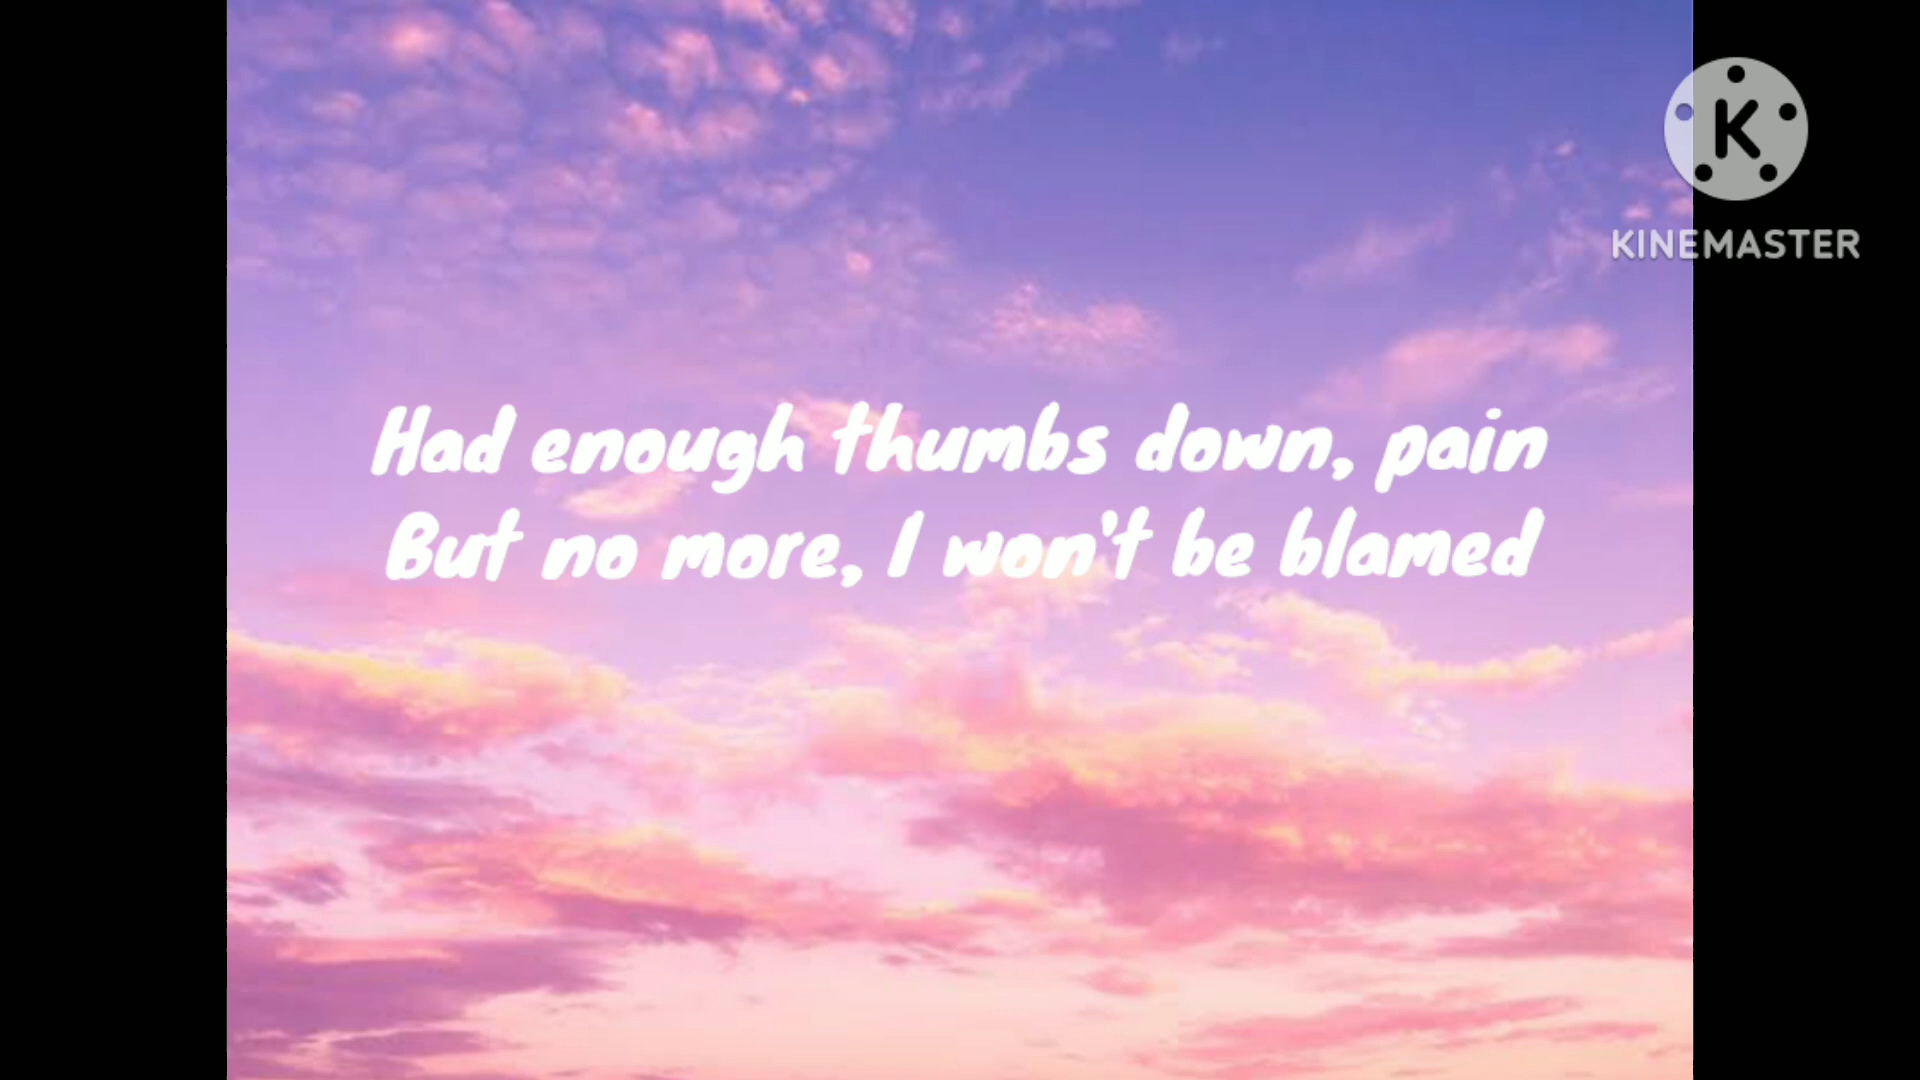 K
KINEMASTER
Had enough thumbs down, pain
But no more, I won't be blamed